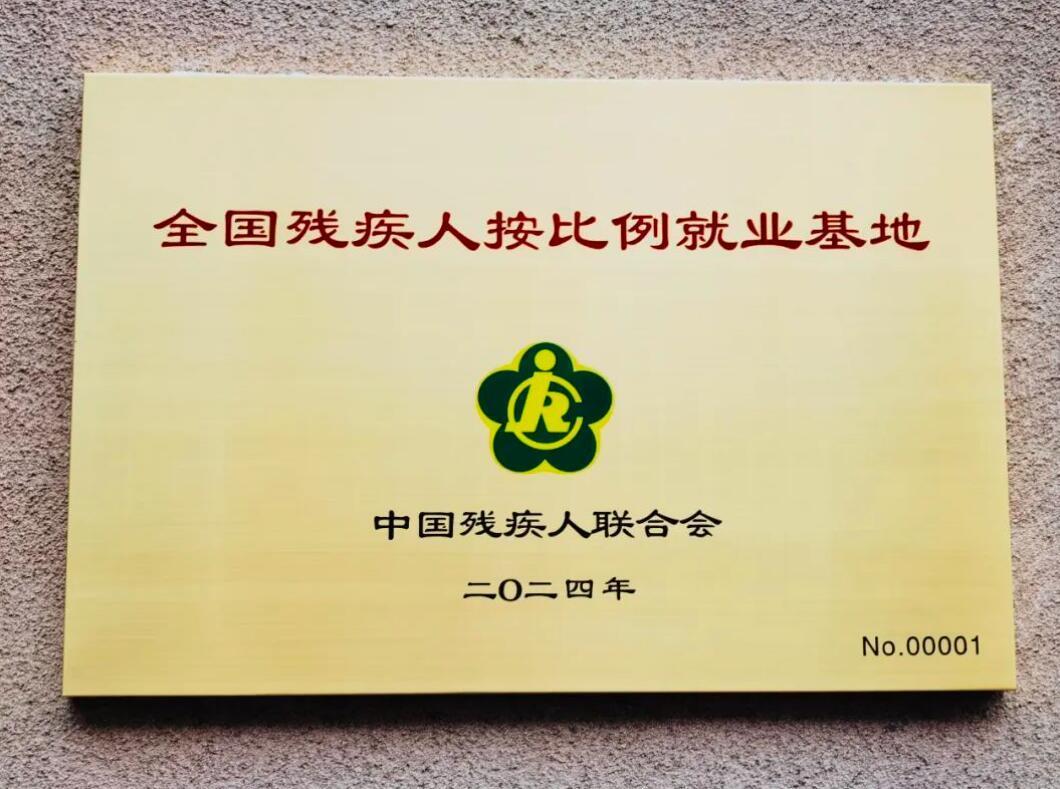 全国残疾人按比例就业基地
中国残疾人联合会
二〇二四年
No.00001